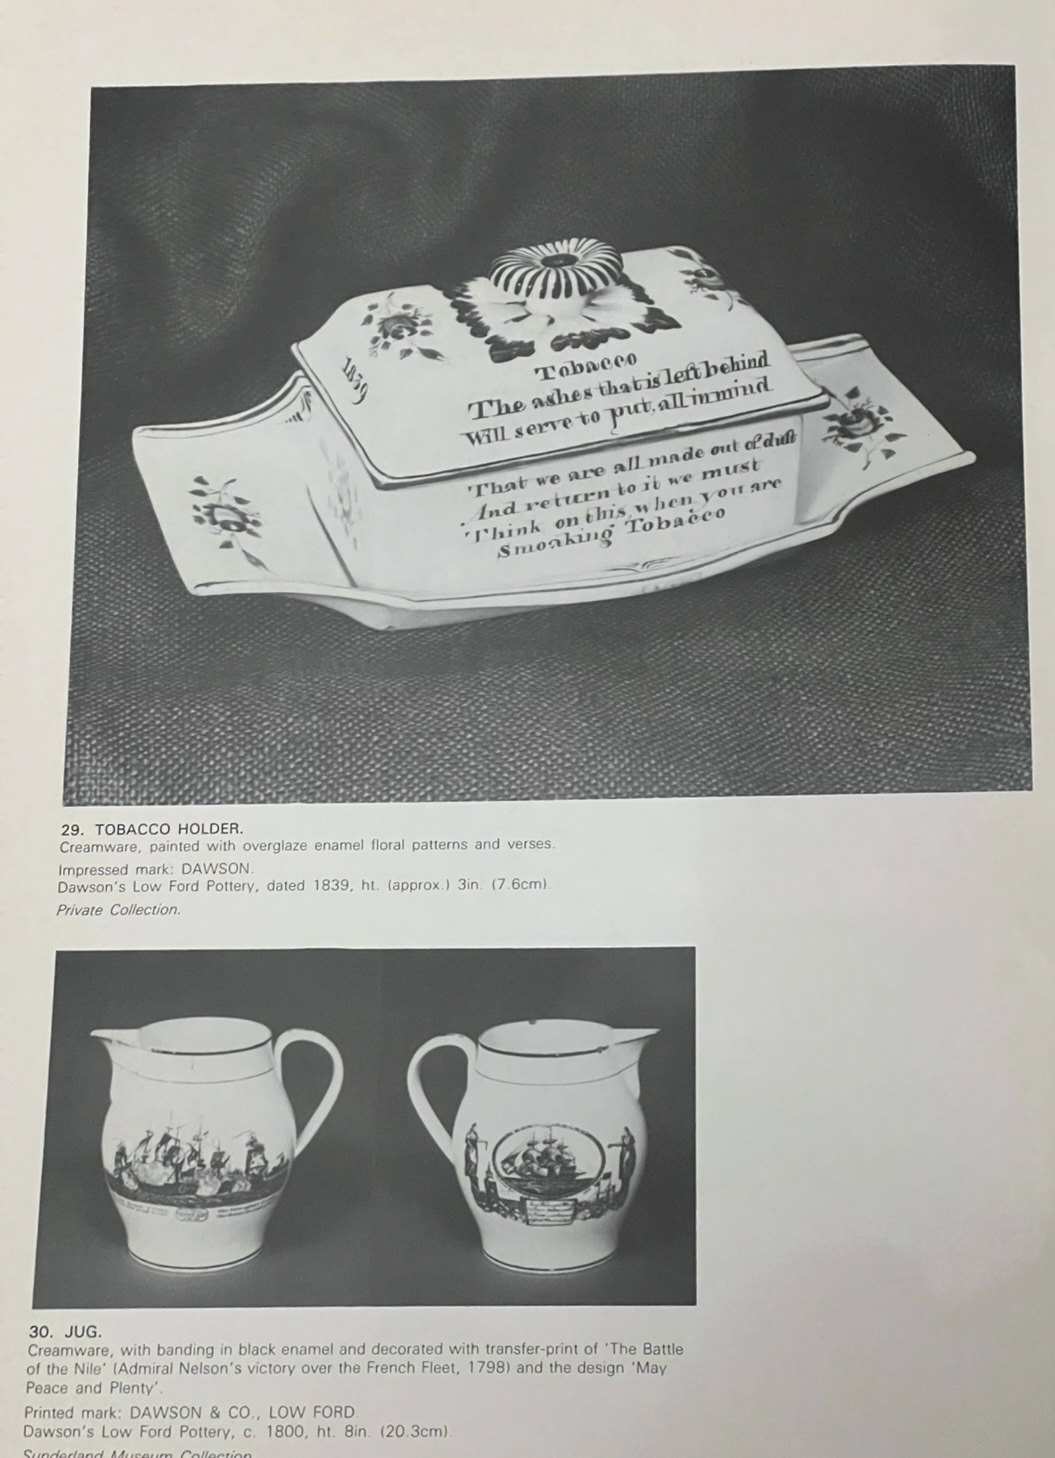 1839
Tobacco
The ashes that is left behind
Will serve to put, all in mind
That we are all made out of dust
And return to it we must
Think on this, when you are
Smoaking Tobacco
29. TOBACCO HOLDER.
Creamware, painted with overglaze enamel floral patterns and verses.
Impressed mark: DAWSON.
Dawson's Low Ford Pottery, dated 1839, ht. (approx.) 3in. (7.6cm).
Private Collection.
30. JUG.
Creamware, with banding in black enamel and decorated with transfer-print of 'The Battle
of the Nile' (Admiral Nelson's victory over the French Fleet, 1798) and the design 'May
Peace and Plenty'.
Printed mark: DAWSON & CO., LOW FORD.
Dawson's Low Ford Pottery, c. 1800, ht. 8in. (20.3cm).
Sunderland Museum Collection